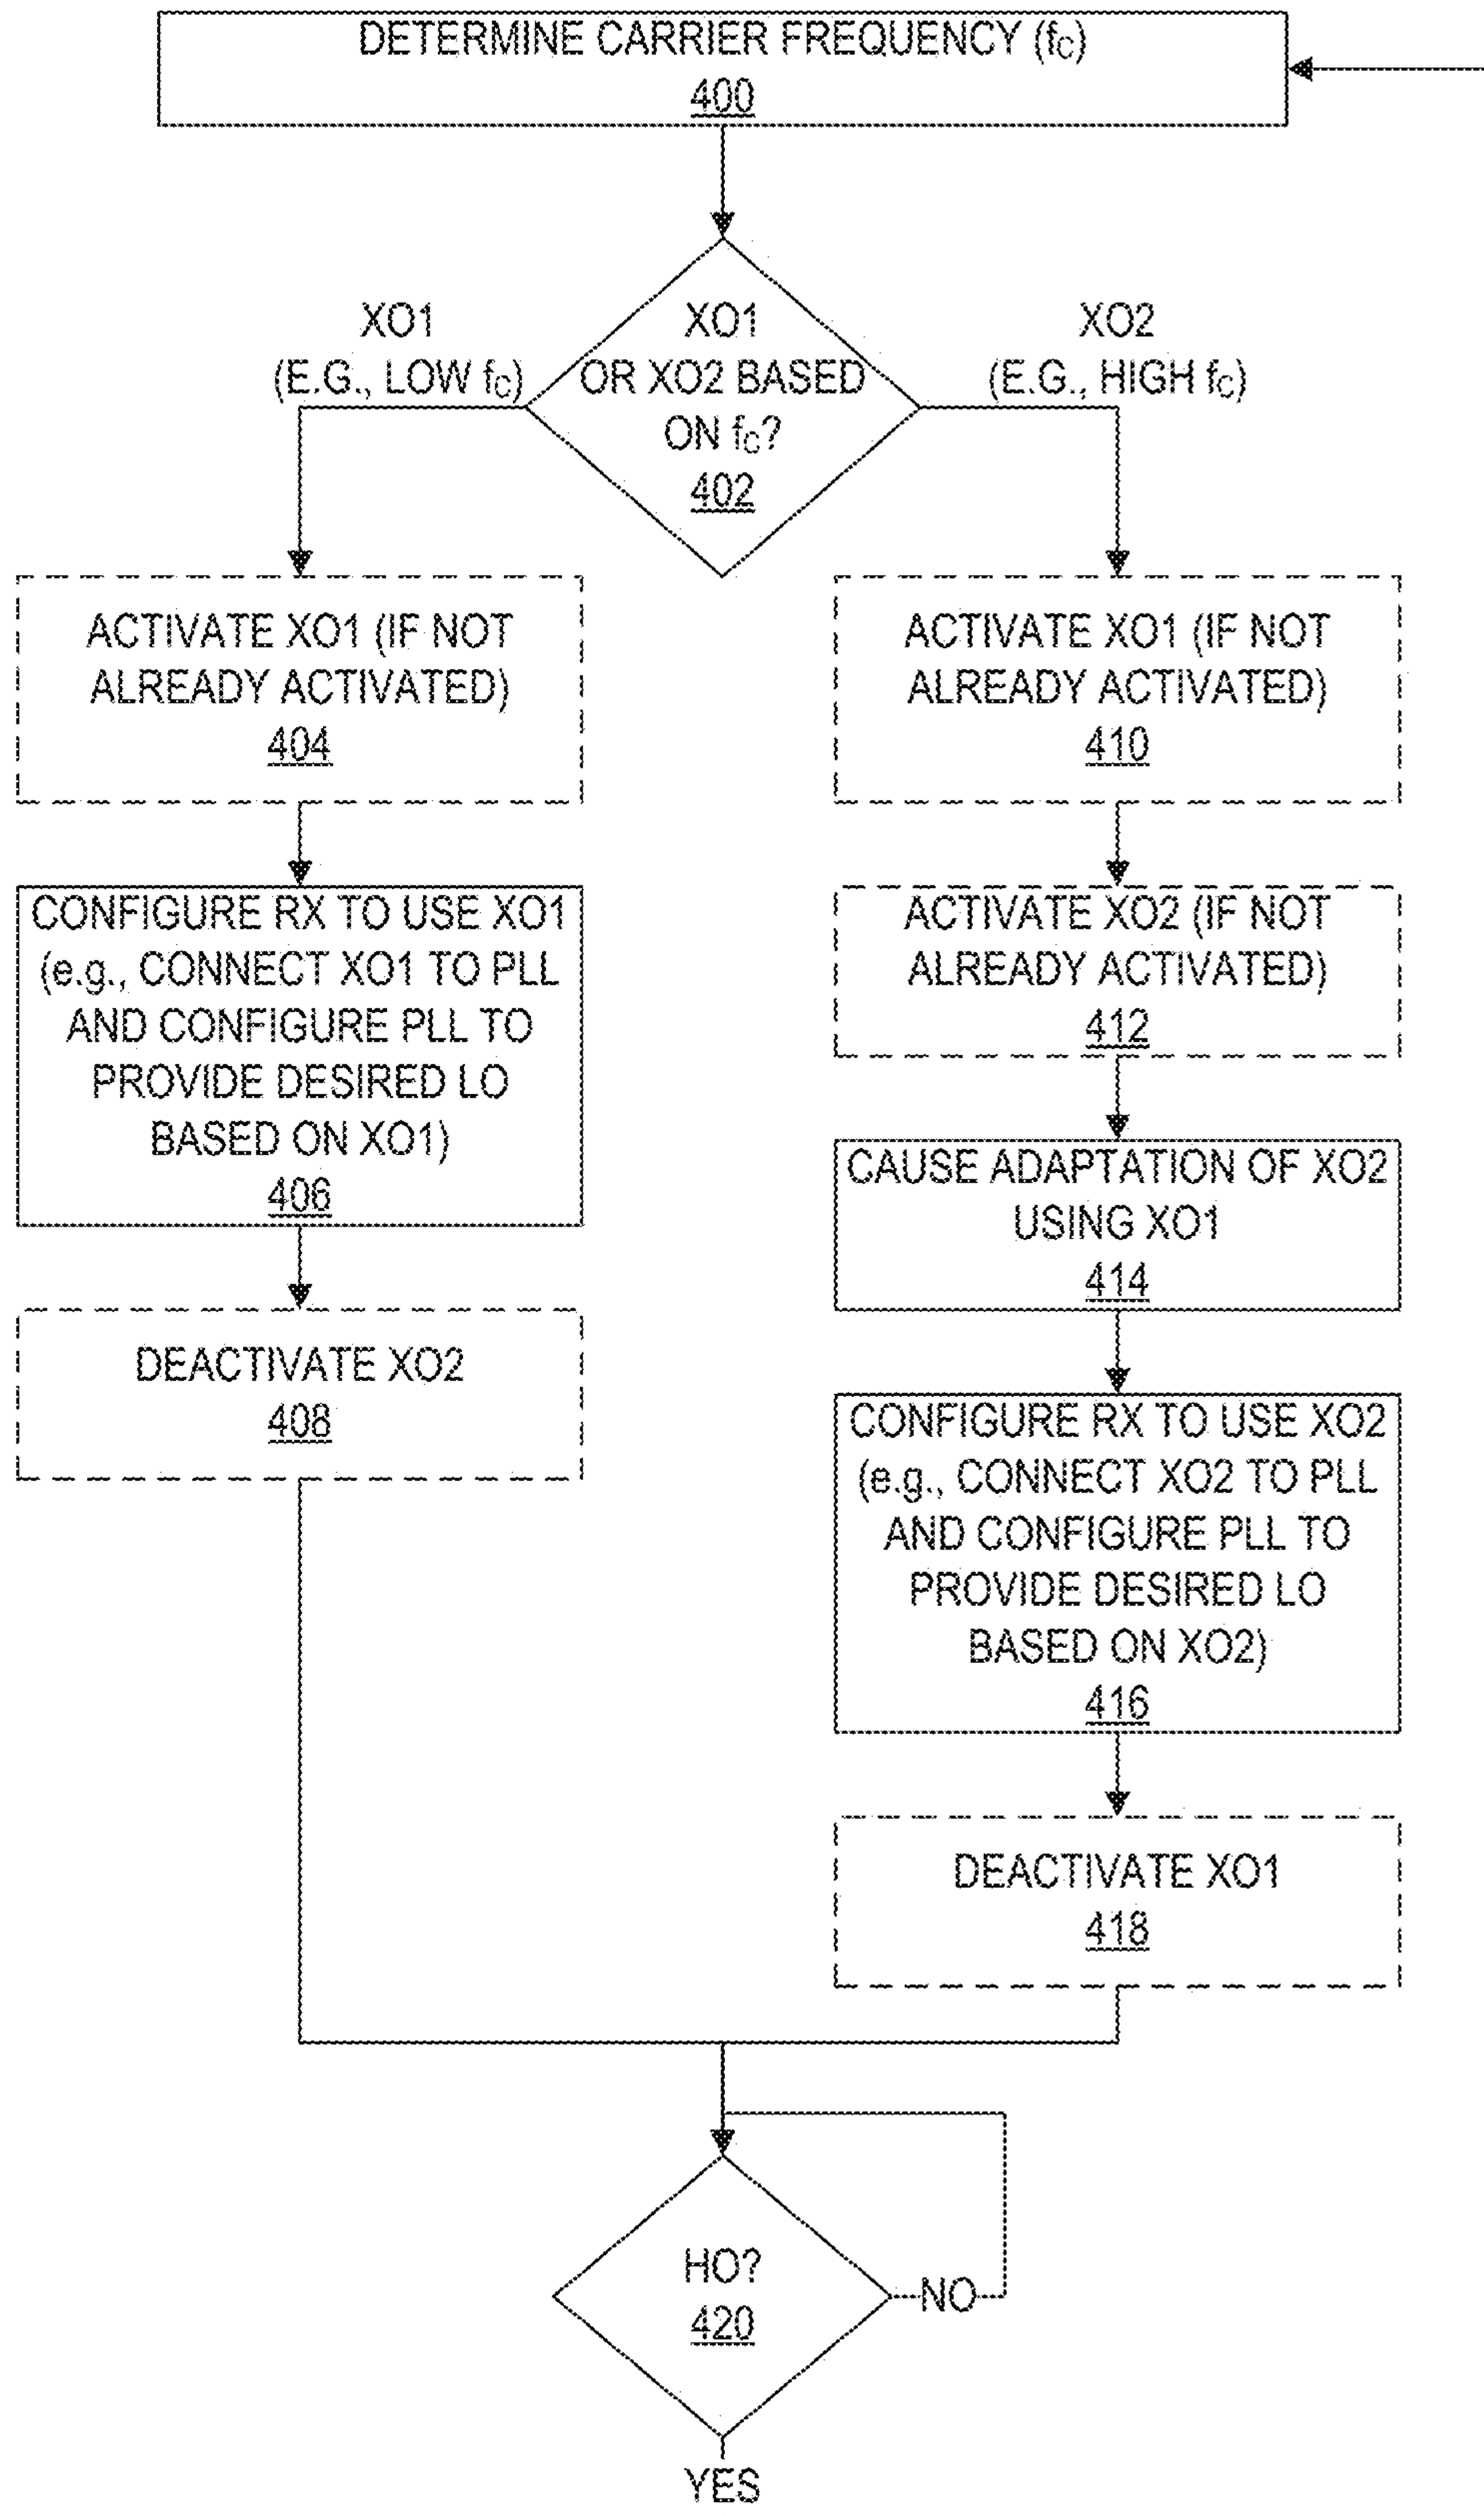 DETERMINE CARRIER FREQUENCY (fC)
400
XO1
(E.G., LOW fC)
XO1
OR XO2 BASED
ON fC?
402
XO2
(E.G., HIGH fC)
ACTIVATE XO1 (IF NOT
ALREADY ACTIVATED)
404
CONFIGURE RX TO USE XO1
(e.g., CONNECT XO1 TO PLL
AND CONFIGURE PLL TO
PROVIDE DESIRED LO
BASED ON XO1)
406
DEACTIVATE XO2
408
ACTIVATE XO1 (IF NOT
ALREADY ACTIVATED)
410
ACTIVATE XO2 (IF NOT
ALREADY ACTIVATED)
412
CAUSE ADAPTATION OF XO2
USING XO1
414
CONFIGURE RX TO USE XO2
(e.g., CONNECT XO2 TO PLL
AND CONFIGURE PLL TO
PROVIDE DESIRED LO
BASED ON XO2)
416
DEACTIVATE XO1
418
HO?
420
NO
YES